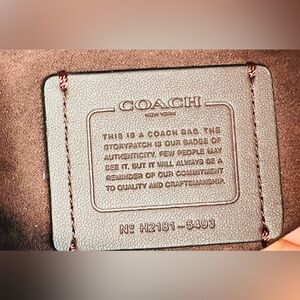 COACH
NEW YORK
THIS IS A COACH BAG. THE
STORYPATCH IS OUR BADGE OF
AUTHENTICITY. FEW PEOPLE MAY
SEE IT. BUT IT WILL ALWAYS BE A
REMINDER OF OUR COMMITMENT
TO QUALITY AND CRAFTSMANSHIP.
Nº H2181-5493